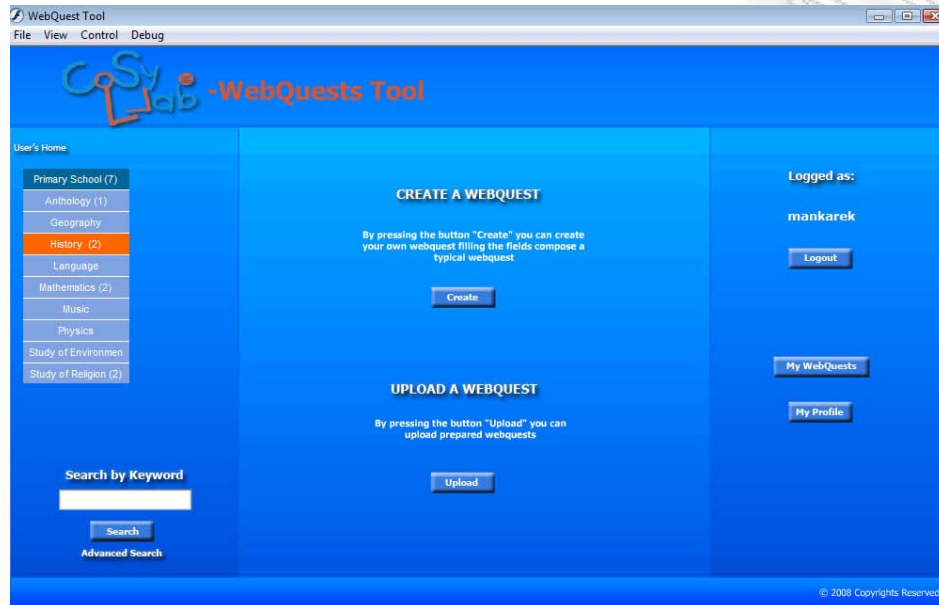 WebQuest Tool
File View Control Debug
CoSy Lab -WebQuests Tool
User's Home
Primary School (7)
Anthology (1)
Geography
History (2)
Language
Mathematics (2)
Music
Physics
Study of Environmen
Study of Religion (2)
Search by Keyword
Search
Advanced Search
CREATE A WEBQUEST
By pressing the button "Create" you can create
your own webquest filling the fields compose a
typical webquest
Create
UPLOAD A WEBQUEST
By pressing the button "Upload" you can
upload prepared webquests
Upload
Logged as:
mankarek
Logout
My WebQuests
My Profile
© 2008 Copyrights Reserved